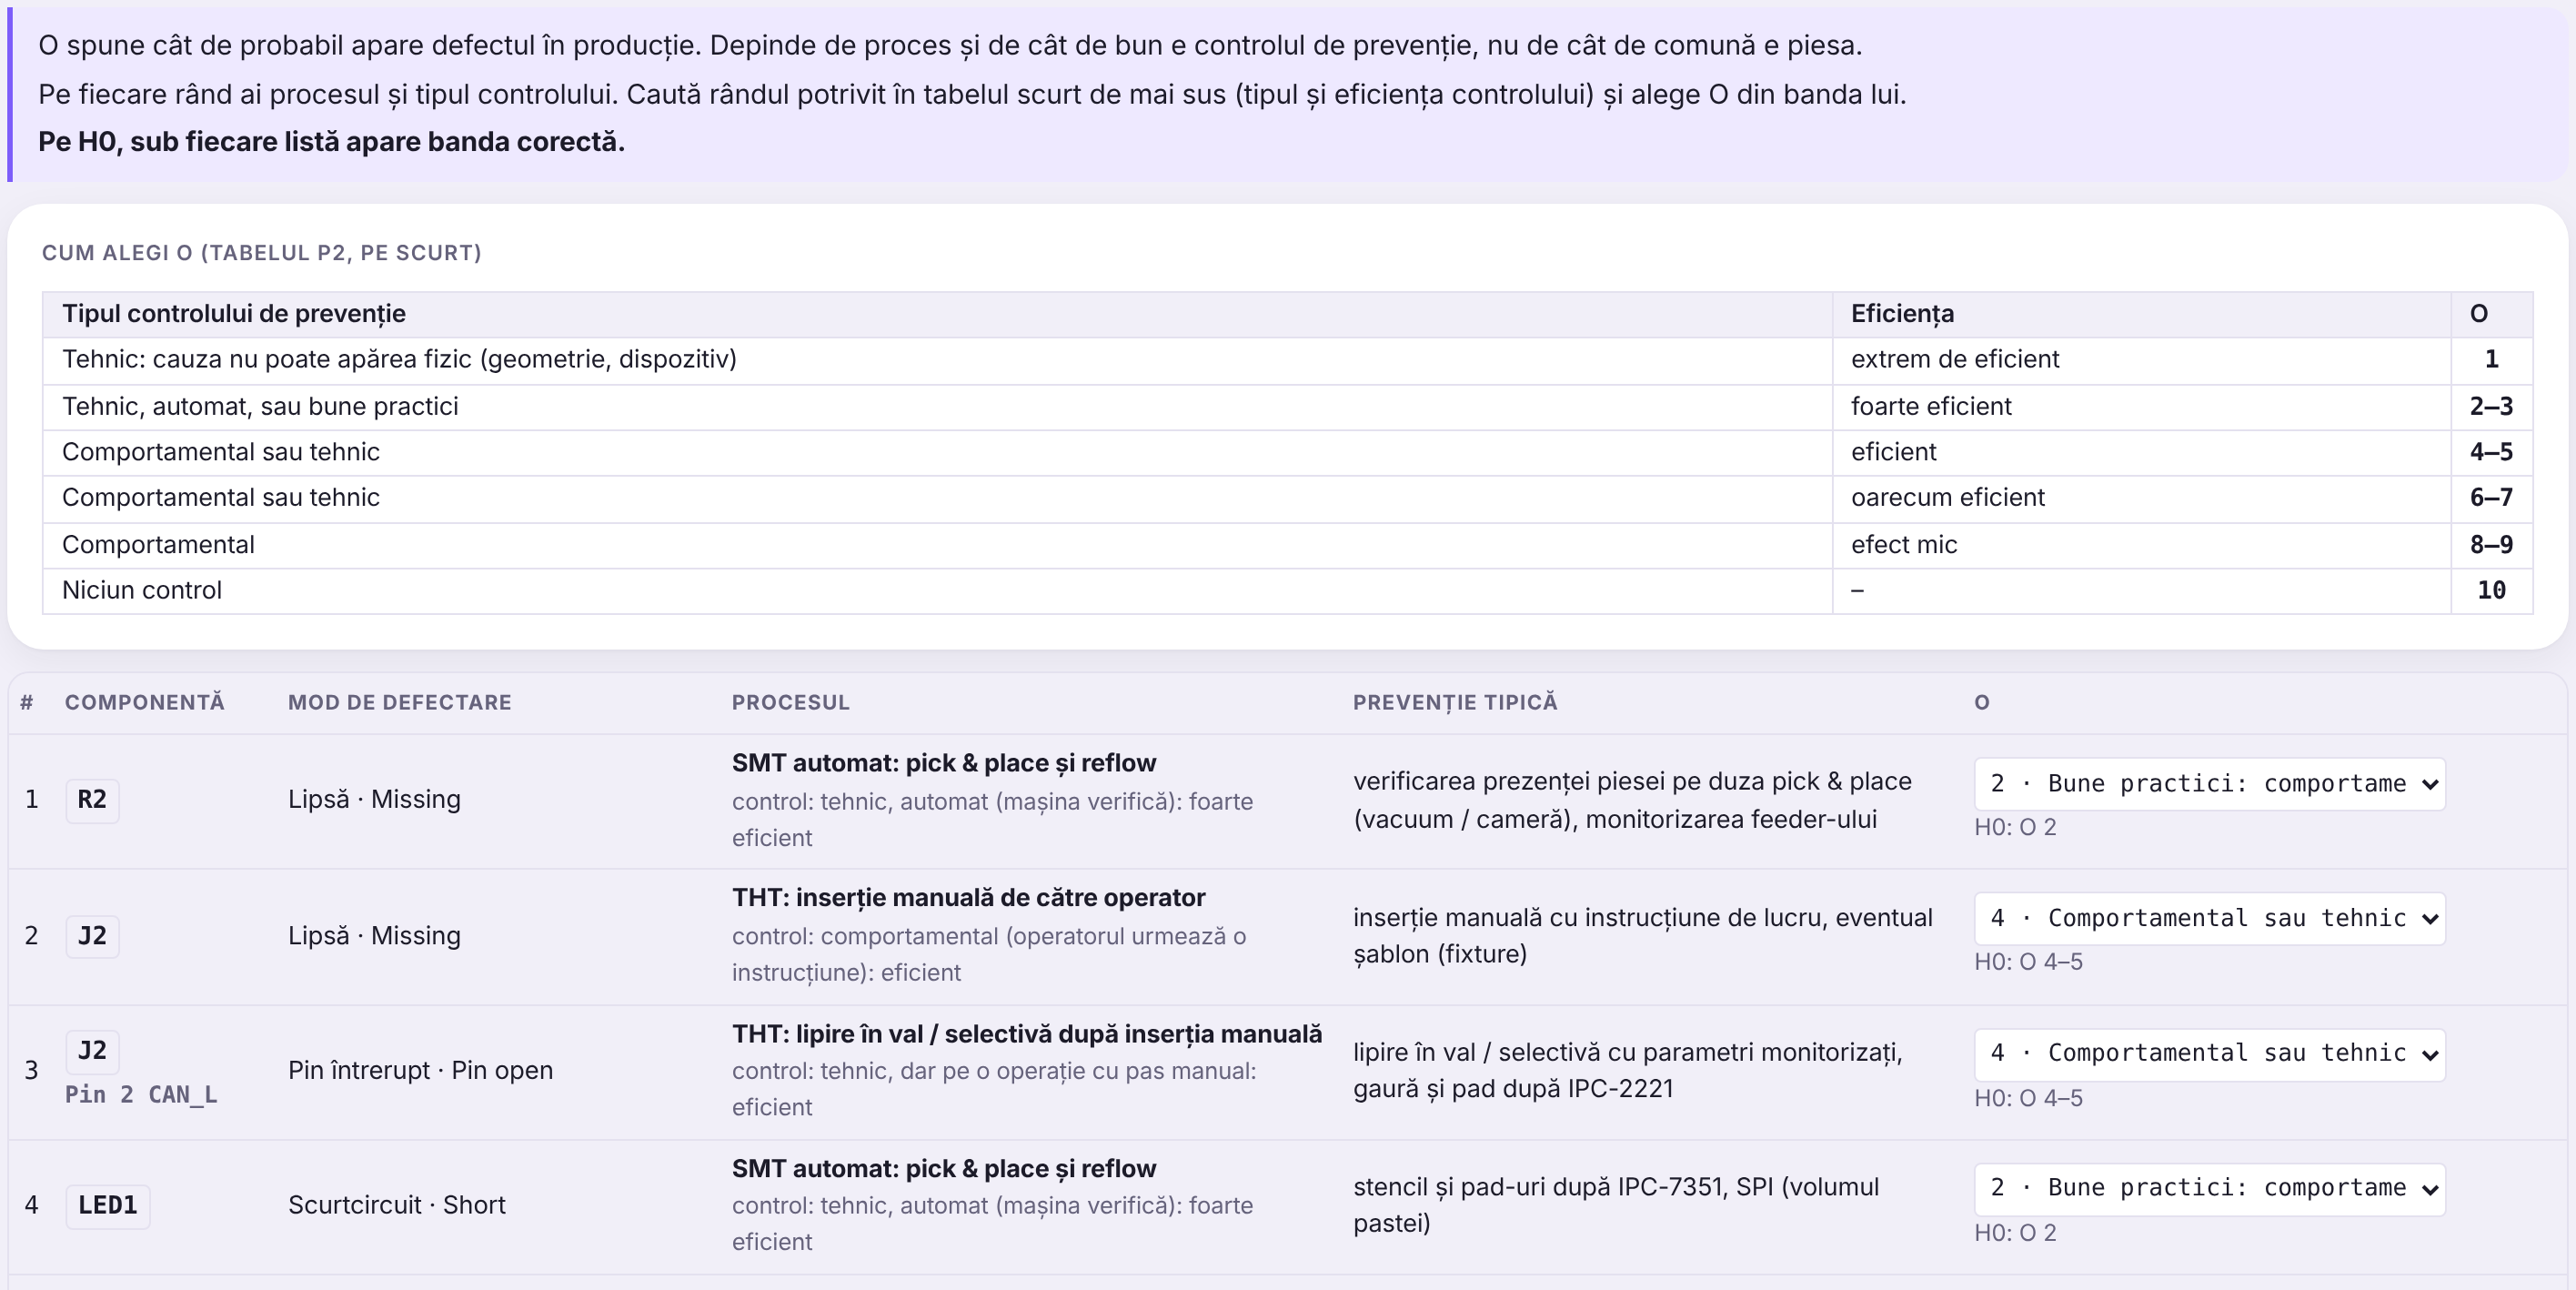 O spune cât de probabil apare defectul în producție. Depinde de proces și de cât de bun e controlul de prevenție, nu de cât de comună e piesa.
Pe fiecare rând ai procesul și tipul controlului. Caută rândul potrivit în tabelul scurt de mai sus (tipul și eficiența controlului) și alege O din banda lui.
Pe H0, sub fiecare listă apare banda corectă.
CUM ALEGI O (TABELUL P2, PE SCURT)
Tipul controlului de prevenție Eficiența O
Tehnic: cauza nu poate apărea fizic (geometrie, dispozitiv) extrem de eficient 1
Tehnic, automat, sau bune practici foarte eficient 2–3
Comportamental sau tehnic eficient 4–5
Comportamental sau tehnic oarecum eficient 6–7
Comportamental efect mic 8–9
Niciun control – 10
# COMPONENTĂ MOD DE DEFECTARE PROCESUL PREVENȚIE TIPICĂ O
1 R2 Lipsă · Missing
SMT automat: pick & place și reflow
control: tehnic, automat (mașina verifică): foarte
eficient
verificarea prezenței piesei pe duza pick & place
(vacuum / cameră), monitorizarea feeder-ului
2 · Bune practici: comportame
H0: O 2
2 J2 Lipsă · Missing
THT: inserție manuală de către operator
control: comportamental (operatorul urmează o
instrucțiune): eficient
inserție manuală cu instrucțiune de lucru, eventual
șablon (fixture)
4 · Comportamental sau tehnic
H0: O 4–5
3 J2
Pin 2 CAN_L
Pin întrerupt · Pin open
THT: lipire în val / selectivă după inserția manuală
control: tehnic, dar pe o operație cu pas manual:
eficient
lipire în val / selectivă cu parametri monitorizați,
gaură și pad după IPC-2221
4 · Comportamental sau tehnic
H0: O 4–5
4 LED1 Scurtcircuit · Short
SMT automat: pick & place și reflow
control: tehnic, automat (mașina verifică): foarte
eficient
stencil și pad-uri după IPC-7351, SPI (volumul
pastei)
2 · Bune practici: comportame
H0: O 2